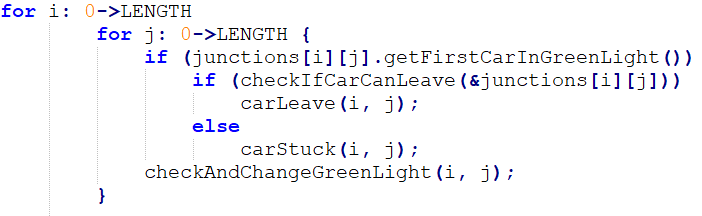 for i: 0->LENGTH
for j: 0->LENGTH {
if (junctions[i][j].getFirstCarInGreenLight())
if (checkIfCarCanLeave(&junctions[i][j]))
carLeave(i, j);
else
carStuck(i, j);
checkAndChangeGreenLight(i, j);
}